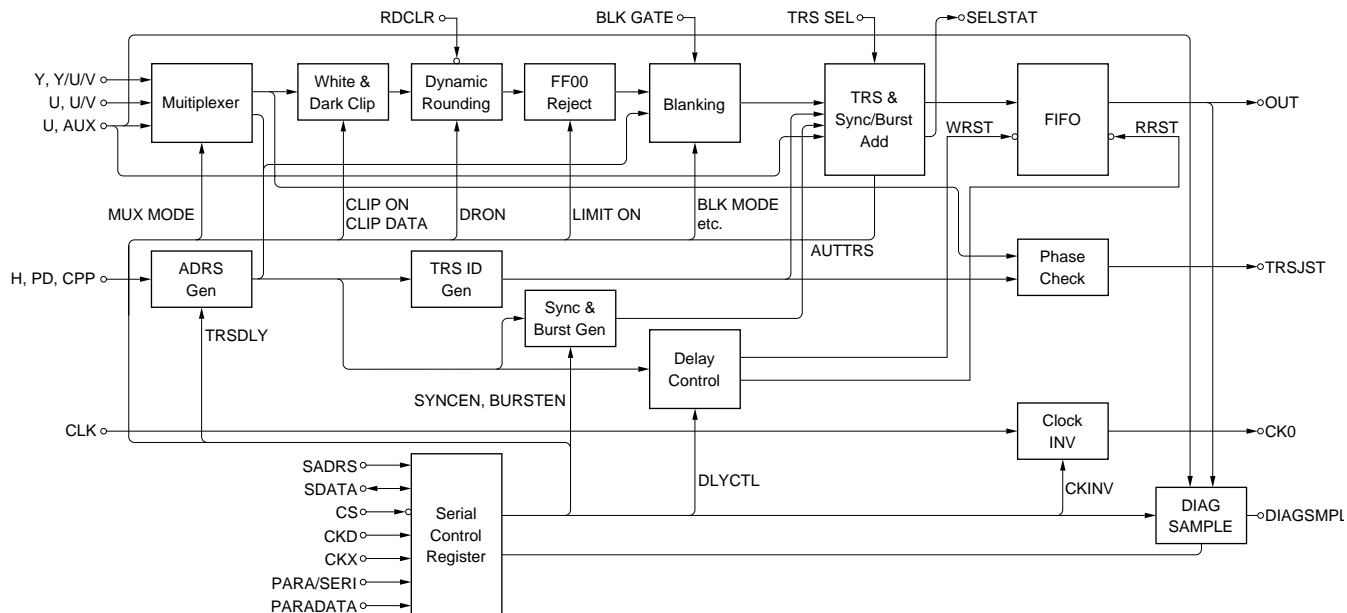 RDCLR
BLK GATE
TRS SEL
SELSTAT
Y, Y/U/V
U, U/V
U, AUX
Mutiplexer
White &
Dark Clip
Dynamic
Rounding
FF00
Reject
Blanking
TRS &
Sync/Burst
Add
WRST
FIFO
RRST
OUT
MUX MODE
CLIP ON
CLIP DATA
DRON
LIMIT ON
BLK MODE
etc.
AUTTRS
H, PD, CPP
ADRS
Gen
TRS ID
Gen
Phase
Check
TRSJST
TRSDLY
Sync &
Burst Gen
Delay
Control
SYNCEN, BURSTEN
CLK
Clock
INV
CK0
SADRS
SDATA
CS
CKD
CKX
PARA/SERI
PARADATA
Serial
Control
Register
DLYCTL
CKINV
DIAG
SAMPLE
DIAGSMPL